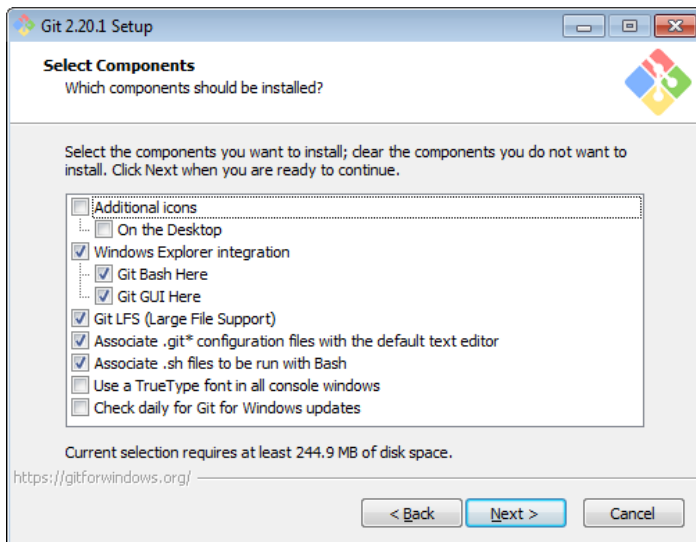 Git 2.20.1 Setup
Select Components
Which components should be installed?
Select the components you want to install; clear the components you do not want to
install. Click Next when you are ready to continue.
Additional icons
On the Desktop
Windows Explorer integration
Git Bash Here
Git GUI Here
Git LFS (Large File Support)
Associate .git* configuration files with the default text editor
Associate .sh files to be run with Bash
Use a TrueType font in all console windows
Check daily for Git for Windows updates
Current selection requires at least 244.9 MB of disk space.
https://gitforwindows.org/
< Back Next > Cancel